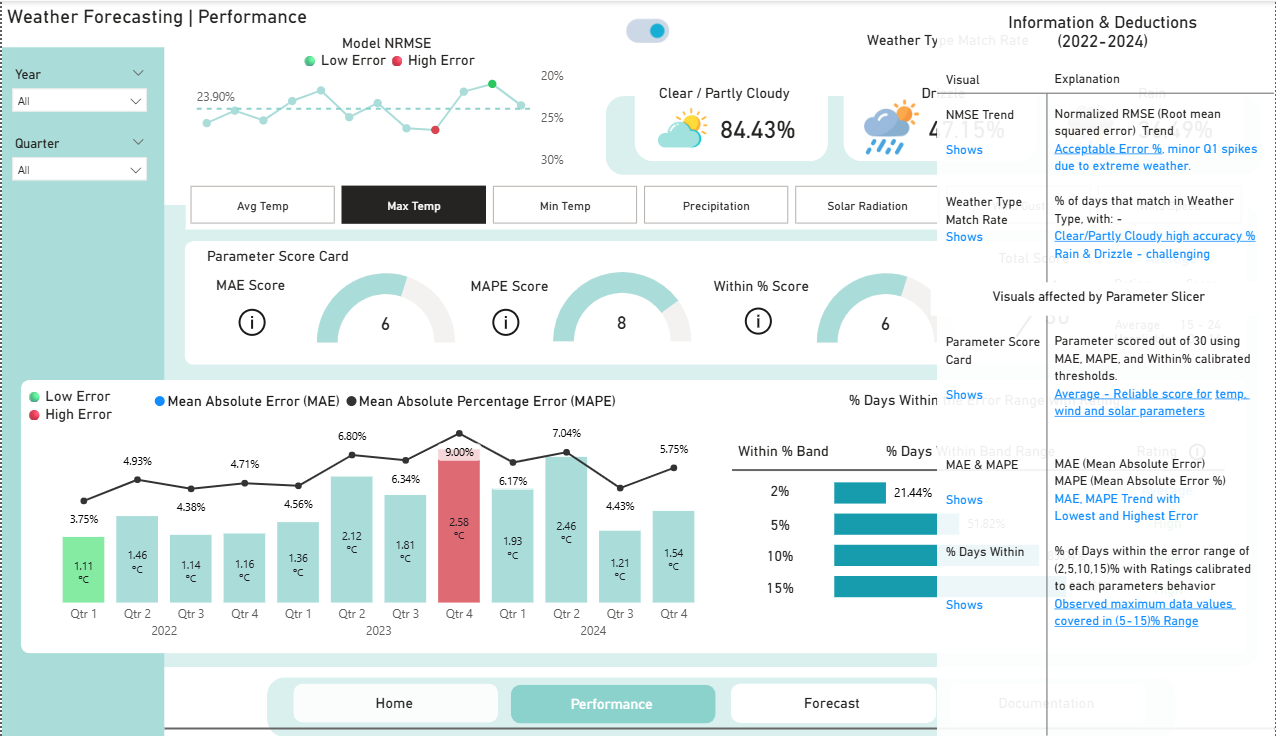 Weather Forecasting | Performance
Year
All
Quarter
All
Model NRMSE
Low Error High Error
23.90%
20%
25%
30%
Weather Type Match Rate
Clear / Partly Cloudy
84.43%
Drizzle
47.15%
Rain
Avg Temp
Max Temp
Min Temp
Precipitation
Solar Radiation
Parameter Score Card
MAE Score
6
MAPE Score
8
Within % Score
6
Average 15 - 24
Low Error
High Error
Mean Absolute Error (MAE) Mean Absolute Percentage Error (MAPE)
3.75%
4.93%
4.38%
4.71%
4.56%
6.80%
6.34%
9.00%
6.17%
7.04%
4.43%
5.75%
1.11 °C
1.46 °C
1.14 °C
1.16 °C
1.36 °C
2.12 °C
1.81 °C
2.58 °C
1.93 °C
2.46 °C
1.21 °C
1.54 °C
Qtr 1 Qtr 2 Qtr 3 Qtr 4 Qtr 1 Qtr 2 Qtr 3 Qtr 4 Qtr 1 Qtr 2 Qtr 3 Qtr 4
2022 2023 2024
% Days Within the Error Range
Within % Band
% Days Within Band Range
Rating
2%
21.44%
5%
51.82%
10%
15%
Home
Performance
Forecast
Documentation
Information & Deductions
(2022-2024)
Visual
Explanation
NMSE Trend
Shows
Normalized RMSE (Root mean
squared error) Trend
Acceptable Error %, minor Q1 spikes
due to extreme weather.
Weather Type
Match Rate
Shows
% of days that match in Weather
Type, with: -
Clear/Partly Cloudy high accuracy %
Rain & Drizzle - challenging
Visuals affected by Parameter Slicer
Parameter Score
Card
Shows
Parameter scored out of 30 using
MAE, MAPE, and Within% calibrated
thresholds.
Average - Reliable score for temp,
wind and solar parameters
MAE & MAPE
Shows
MAE (Mean Absolute Error)
MAPE (Mean Absolute Error %)
MAE, MAPE Trend with
Lowest and Highest Error
% Days Within
Shows
% of Days within the error range of
(2,5,10,15)% with Ratings calibrated
to each parameters behavior
Observed maximum data values
covered in (5-15)% Range